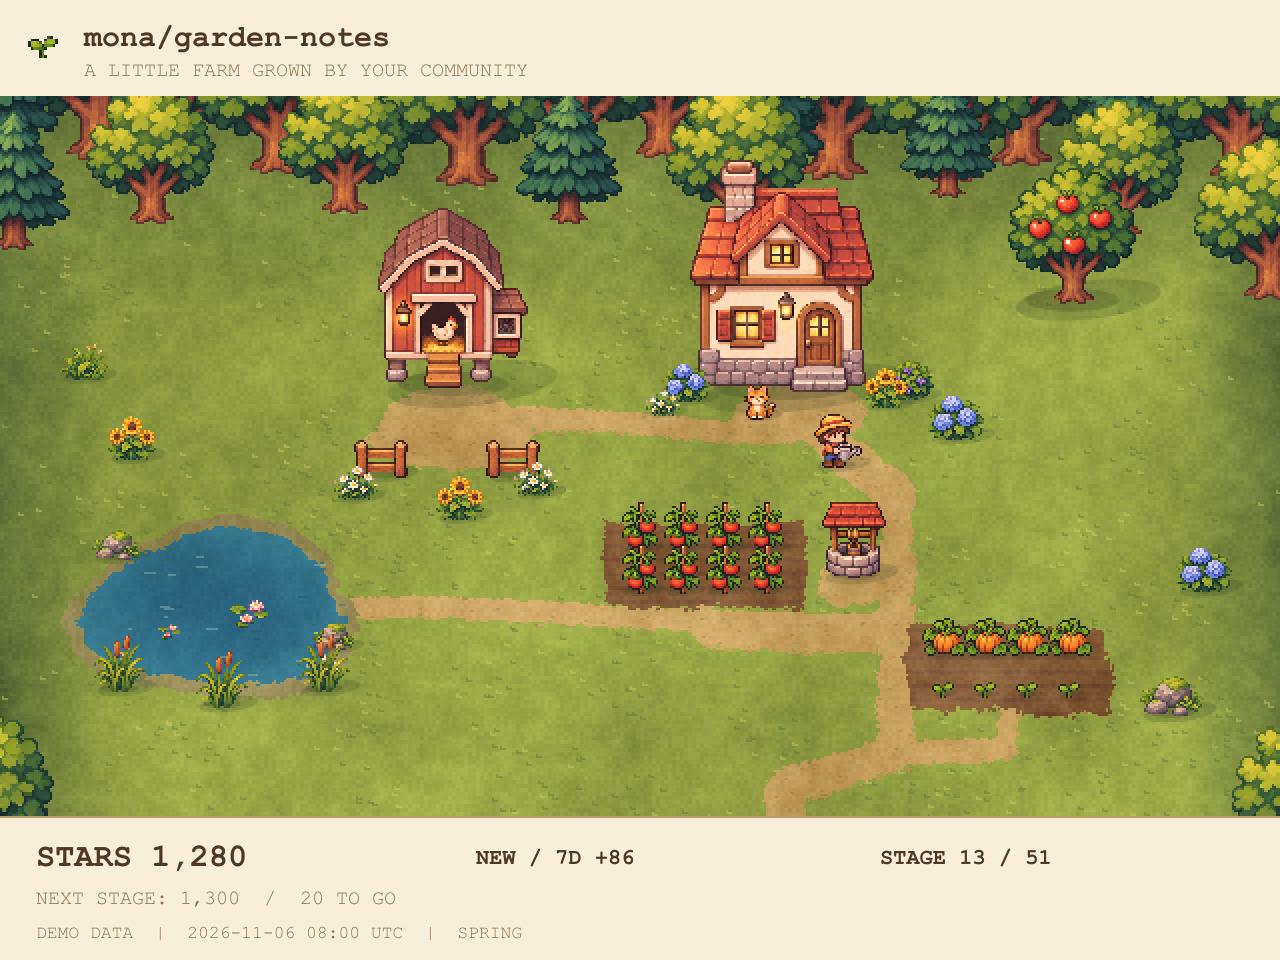 mona/garden-notes
A LITTLE FARM GROWN BY YOUR COMMUNITY
STARS 1,280
NEW / 7D +86
STAGE 13 / 51
NEXT STAGE: 1,300 / 20 TO GO
DEMO DATA | 2026-11-06 08:00 UTC | SPRING